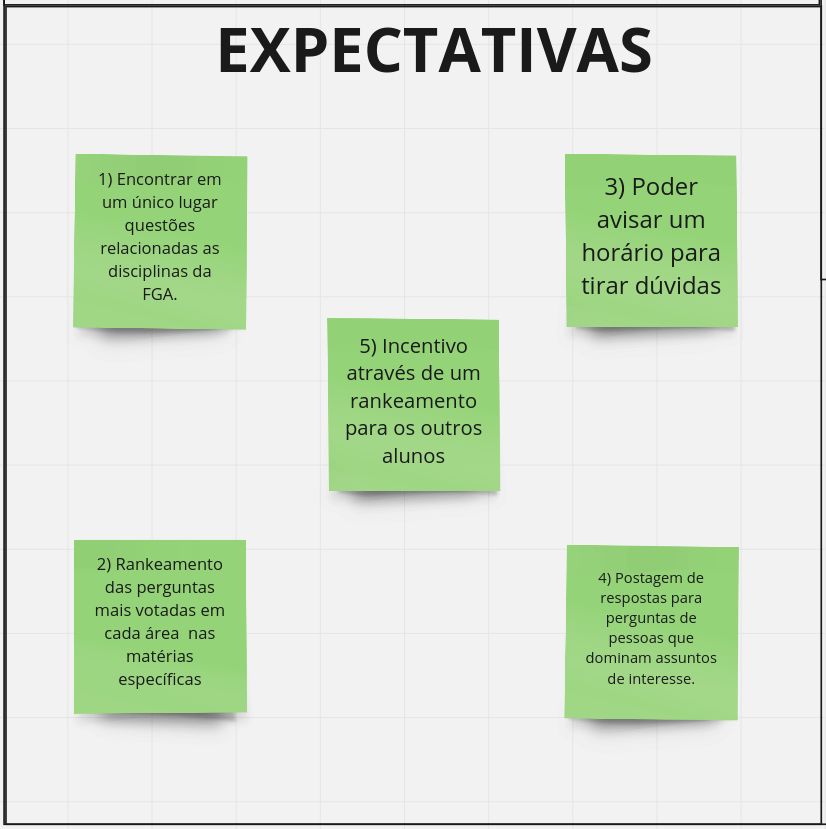 EXPECTATIVAS
1) Encontrar em
um único lugar
questões
relacionadas as
disciplinas da
FGA.
3) Poder
avisar um
horário para
tirar dúvidas
5) Incentivo
através de um
rankeamento
para os outros
alunos
2) Rankeamento
das perguntas
mais votadas em
cada área  nas
matérias
específicas
4) Postagem de
respostas para
perguntas de
pessoas que
dominam assuntos
de interesse.